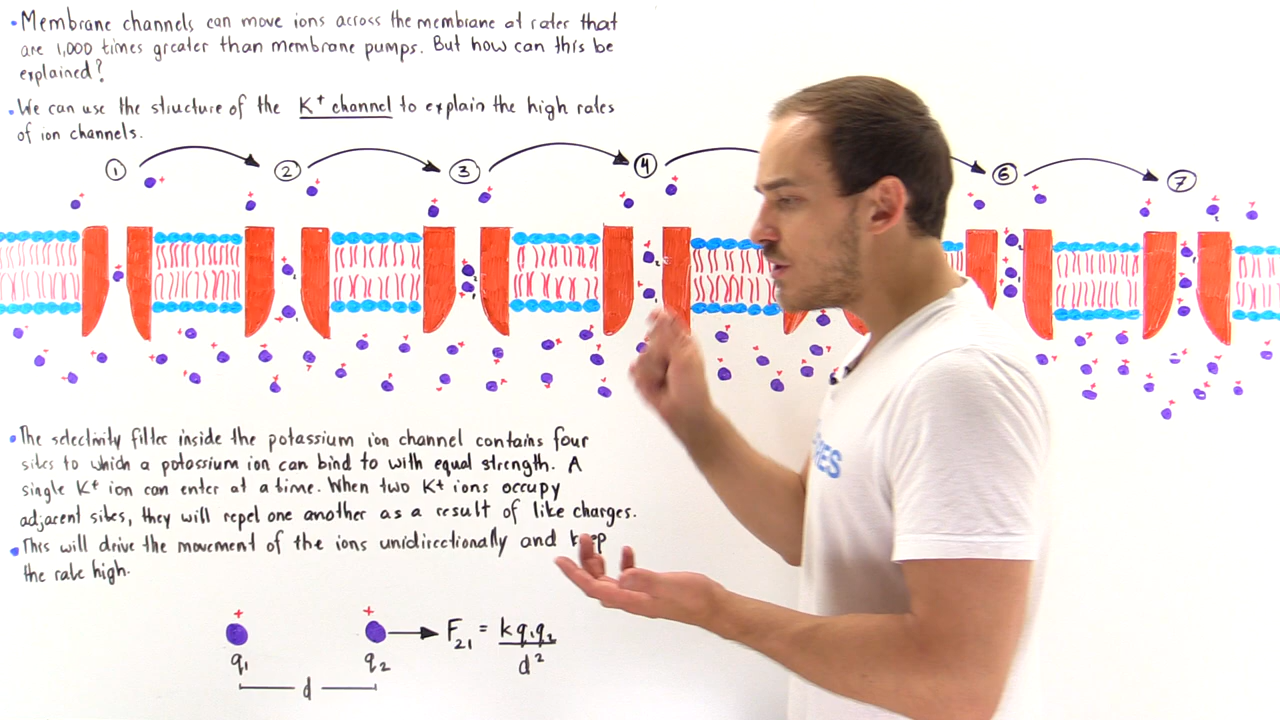 • Membrane channels can move ions across the membrane at rater that
are 1,000 times greater than membrane pumps. But how can this be
explained?
• We can use the structure of the K+ channel to explain the high rates
of ion channels.
1 2 3 4 6 7
• The selectivity filter inside the potassium ion channel contains four
sites to which a potassium ion can bind to with equal strength. A
single K+ ion can enter at a time. When two K+ ions occupy
adjacent sites, they will repel one another as a result of like charges.
• This will drive the movement of the ions unidirectionally and keep
the rate high.
+ +
F21 = kq1q2
d2
q1 q2
d